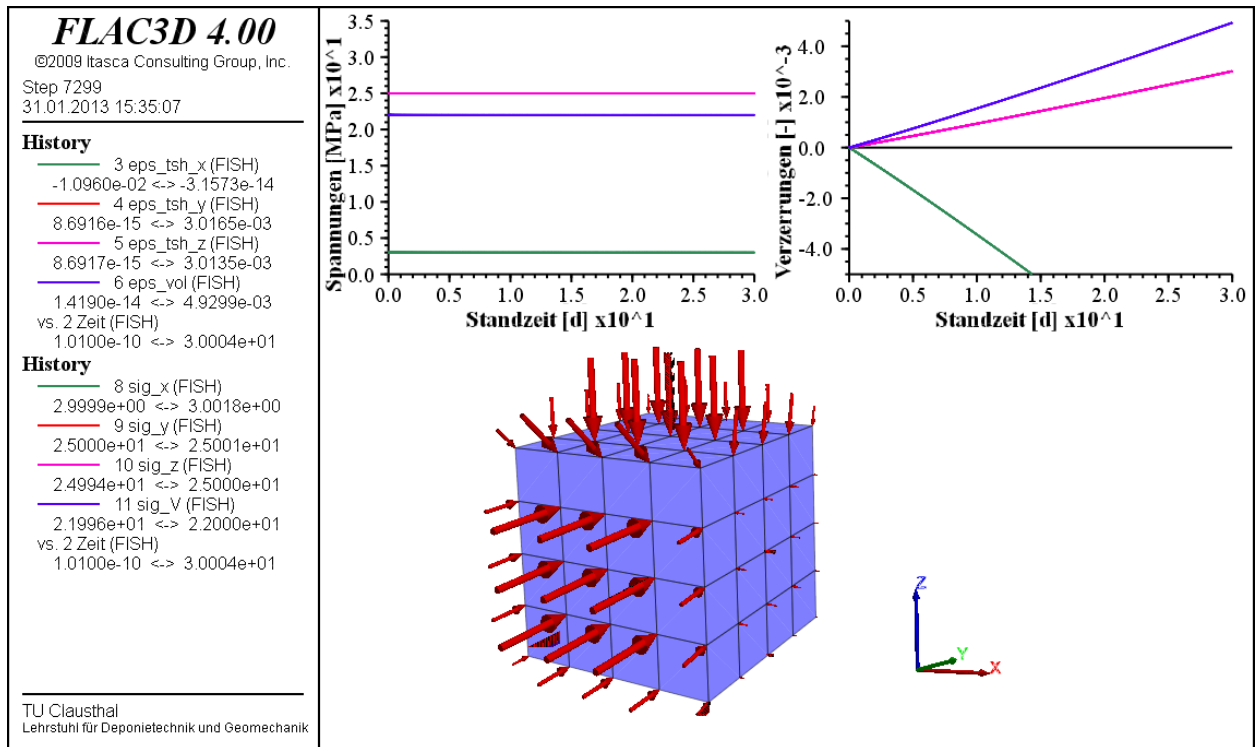 FLAC3D 4.00
©2009 Itasca Consulting Group, Inc.
Step 7299
31.01.2013 15:35:07
History
3 eps_tsh_x (FISH)
-1.0960e-02 <-> -3.1573e-14
4 eps_tsh_y (FISH)
8.6916e-15 <-> 3.0165e-03
5 eps_tsh_z (FISH)
8.6917e-15 <-> 3.0135e-03
6 eps_vol (FISH)
1.4190e-14 <-> 4.9299e-03
vs. 2 Zeit (FISH)
1.0100e-10 <-> 3.0004e+01
History
8 sig_x (FISH)
2.9999e+00 <-> 3.0018e+00
9 sig_y (FISH)
2.5000e+01 <-> 2.5001e+01
10 sig_z (FISH)
2.4994e+01 <-> 2.5000e+01
11 sig_V (FISH)
2.1996e+01 <-> 2.2000e+01
vs. 2 Zeit (FISH)
1.0100e-10 <-> 3.0004e+01
TU Clausthal
Lehrstuhl für Deponietechnik und Geomechanik
Spannungen [MPa] x10^1
3.5
3.0
2.5
2.0
1.5
1.0
0.5
0.0
0.0 0.5 1.0 1.5 2.0 2.5 3.0
Standzeit [d] x10^1
Verzerrungen [-] x10^-3
4.0
2.0
0.0
-2.0
-4.0
0.0 0.5 1.0 1.5 2.0 2.5 3.0
Standzeit [d] x10^1
Z
Y
X